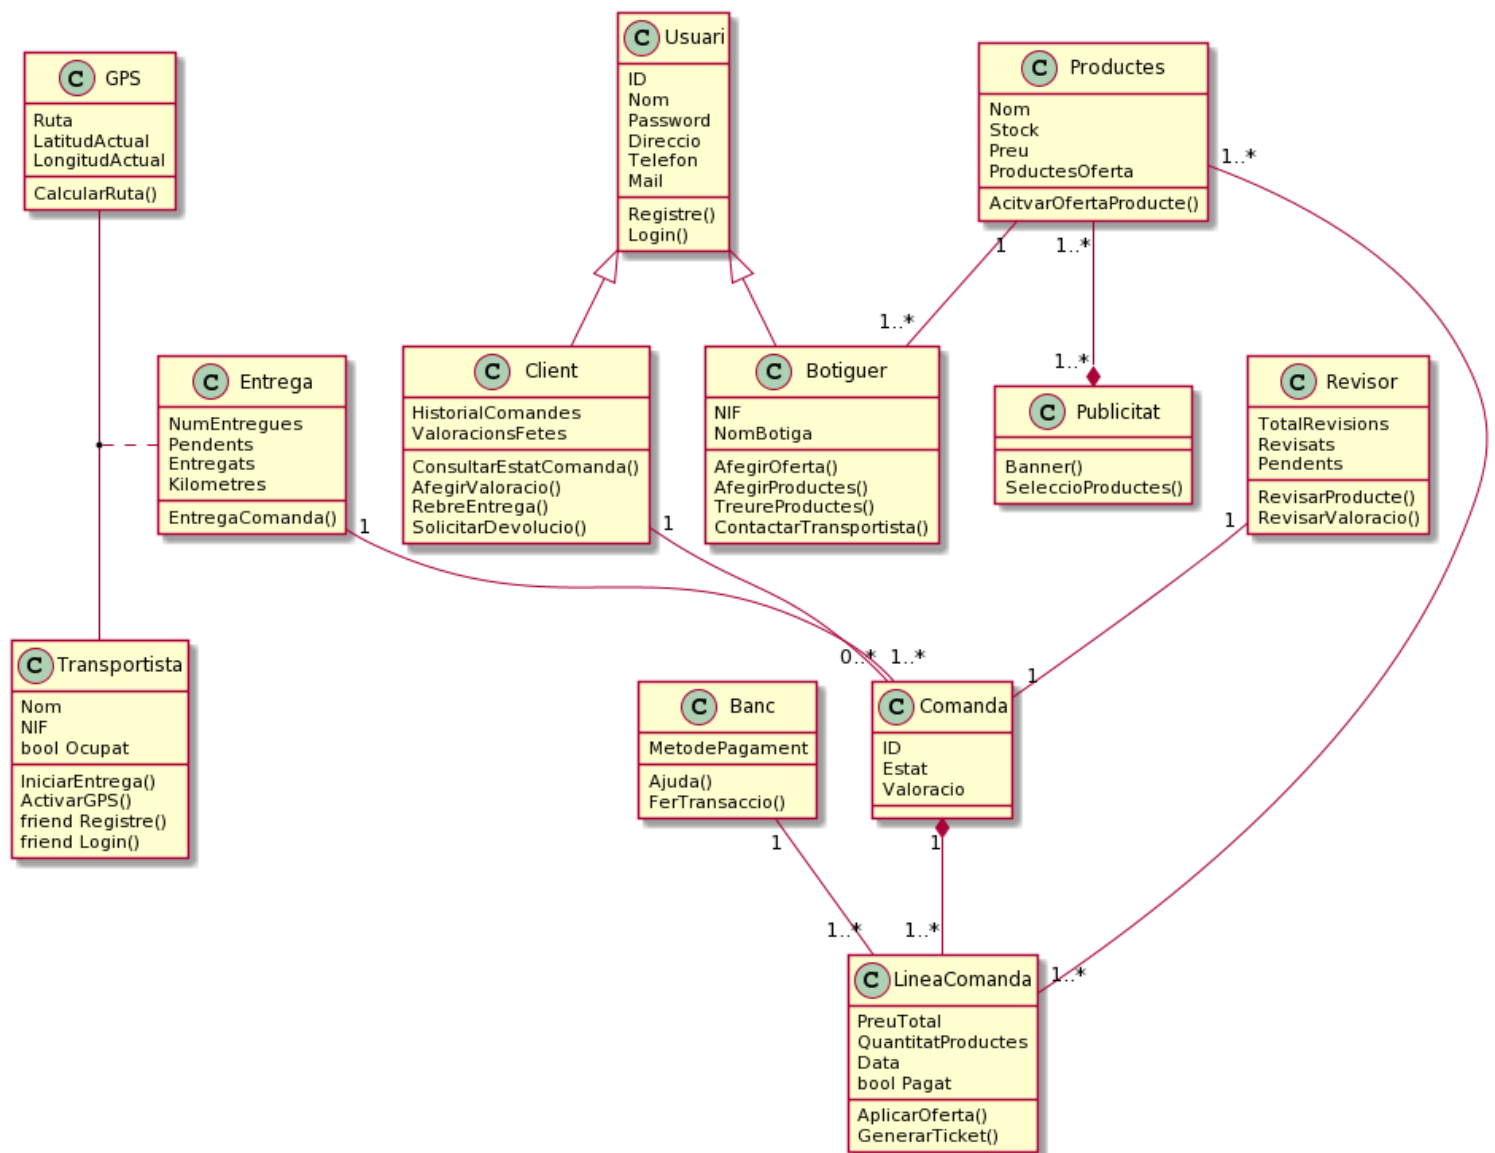 C GPS
Ruta
LatitudActual
LongitudActual
CalcularRuta()
C Usuari
ID
Nom
Password
Direccio
Telefon
Mail
Registre()
Login()
C Productes
Nom
Stock
Preu
ProductesOferta
AcitvarOfertaProducte()
1..*
1
1..*
1..*
1..*
C Entrega
NumEntregues
Pendents
Entregats
Kilometres
EntregaComanda()
1
C Client
HistorialComandes
ValoracionsFetes
ConsultarEstatComanda()
AfegirValoracio()
RebreEntrega()
SolicitarDevolucio()
1
C Botiguer
NIF
NomBotiga
AfegirOferta()
AfegirProductes()
TreureProductes()
ContactarTransportista()
C Publicitat
Banner()
SeleccioProductes()
C Revisor
TotalRevisions
Revisats
Pendents
RevisarProducte()
RevisarValoracio()
1
0..* 1..*
1
C Transportista
Nom
NIF
bool Ocupat
IniciarEntrega()
ActivarGPS()
friend Registre()
friend Login()
C Banc
MetodePagament
Ajuda()
FerTransaccio()
1
C Comanda
ID
Estat
Valoracio
1
1..*
1..*
1..*
C LineaComanda
PreuTotal
QuantitatProductes
Data
bool Pagat
AplicarOferta()
GenerarTicket()